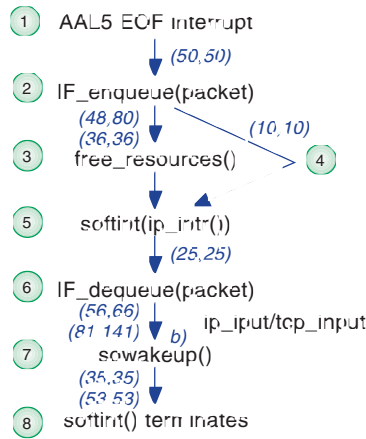 1 AAL5 EOF interrupt
(50,50)
2 IF_enqueue(packet)
(48,80)
(36,36)
(10,10)
3 free_resources()
4
5 softint(ip_intr())
(25,25)
6 IF_dequeue(packet)
(56,66)
(81 141) b)
ip_iput/tcp_input
7 sowakeup()
(35,35)
(53,53)
8 softint() terminates